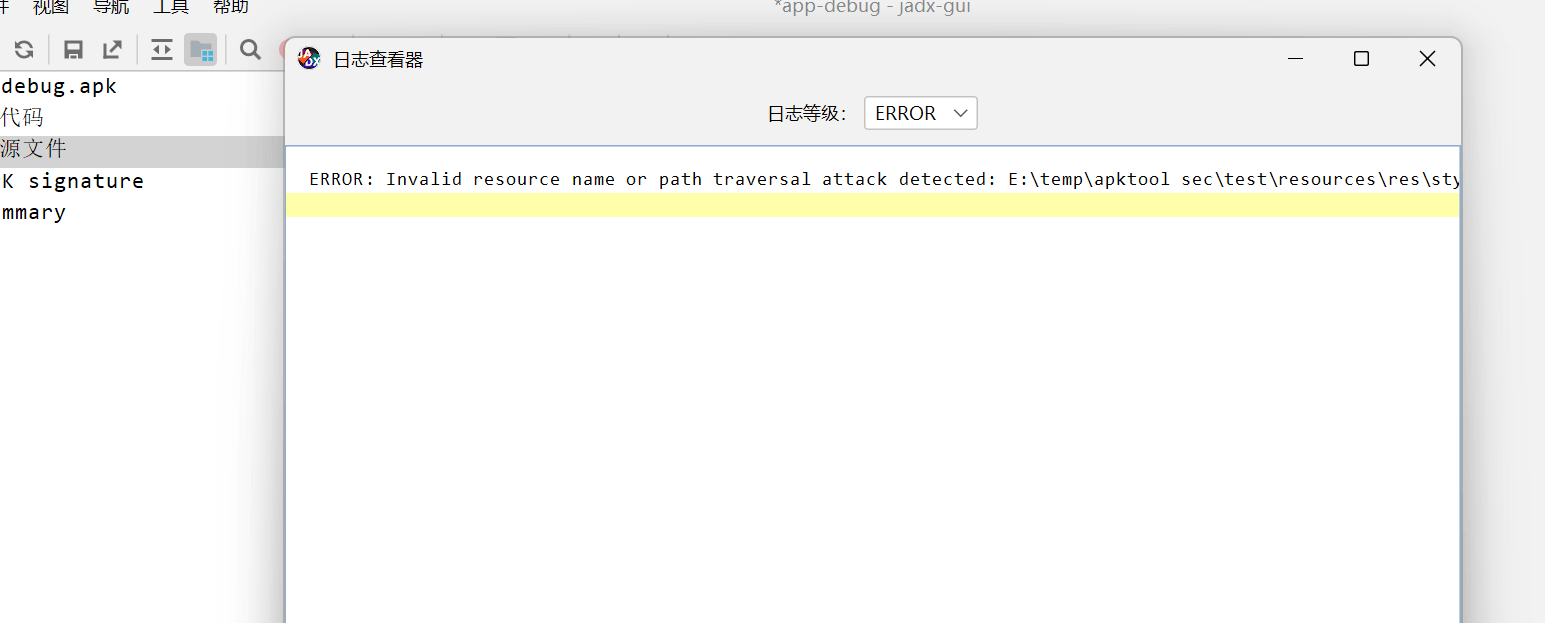 件 视图 导航 工具 帮助
*app-debug - jadx-gui
日志查看器
debug.apk
代码
日志等级： ERROR
源文件
K signature
mmary
ERROR: Invalid resource name or path traversal attack detected: E:\temp\apktool sec\test\resources\res\sty